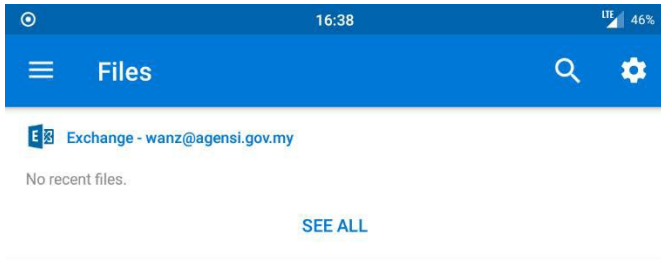 16:38
LTE 46%
Files
E Exchange - wanz@agensi.gov.my
No recent files.
SEE ALL